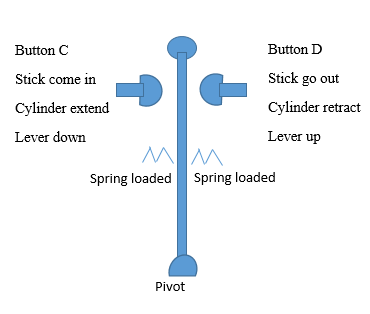 Button C
Stick come in
Cylinder extend
Lever down
Button D
Stick go out
Cylinder retract
Lever up
Spring loaded
Spring loaded
Pivot